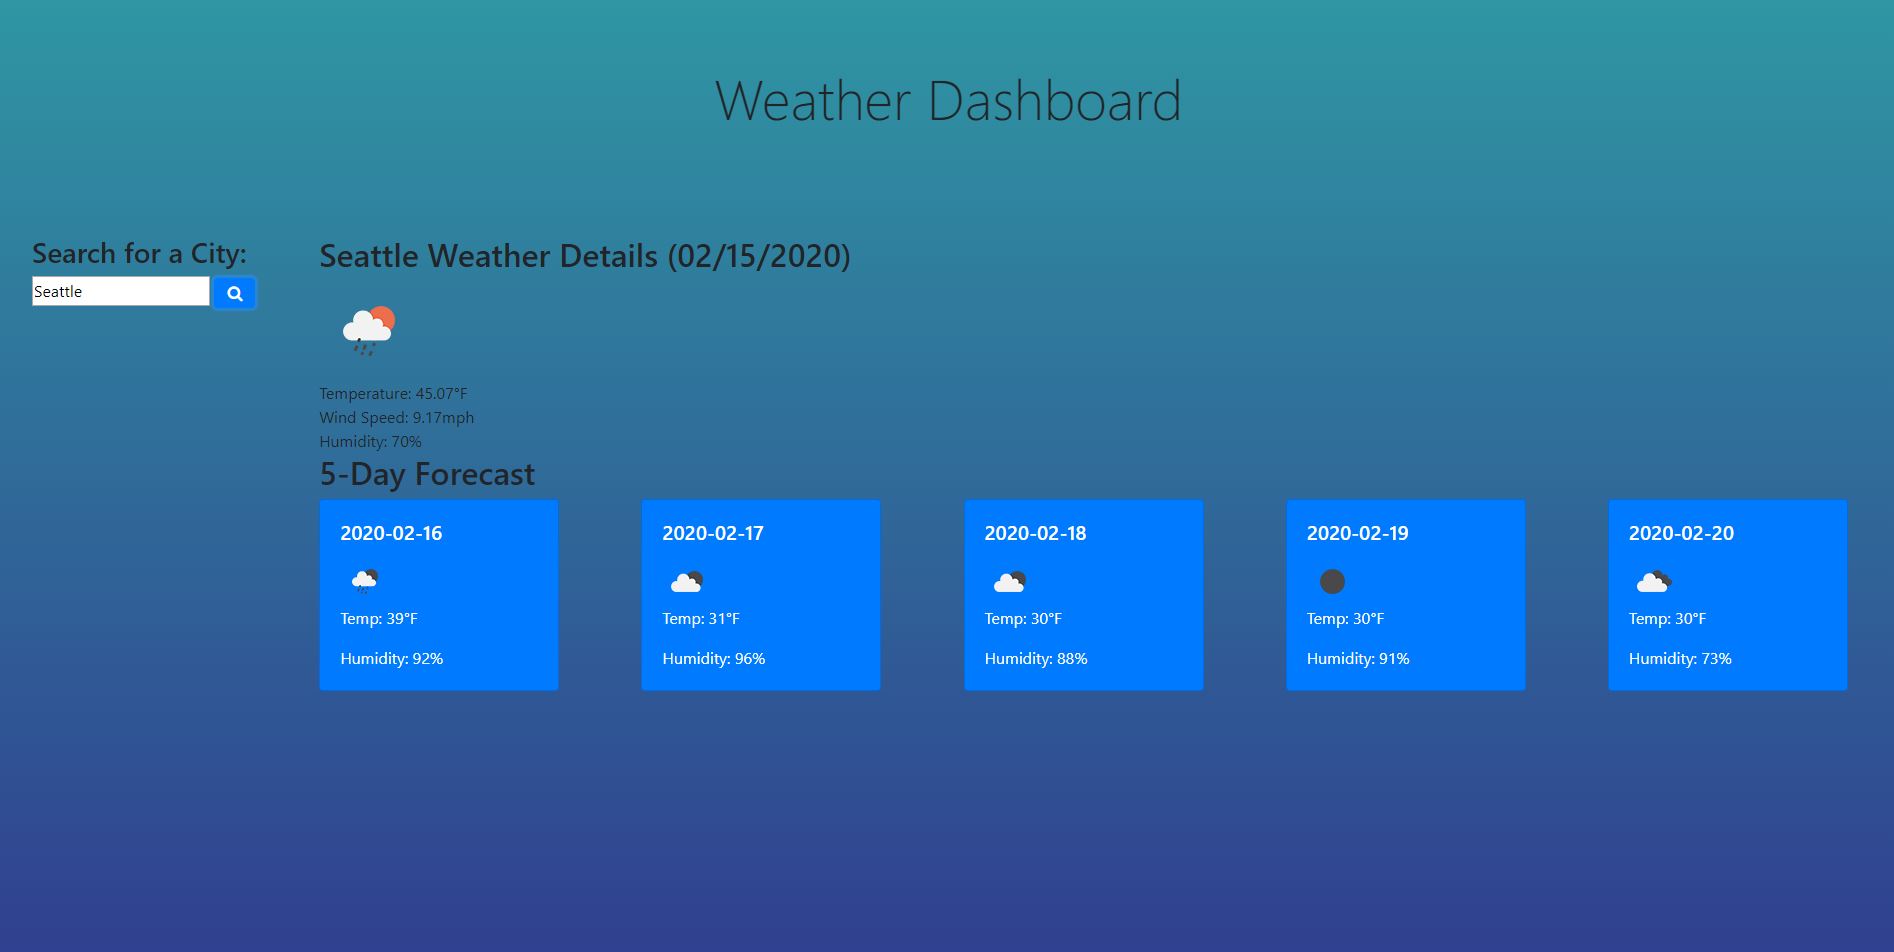 Weather Dashboard
Search for a City:
Seattle
Seattle Weather Details (02/15/2020)
Temperature: 45.07°F
Wind Speed: 9.17mph
Humidity: 70%
5-Day Forecast
2020-02-16
Temp: 39°F
Humidity: 92%
2020-02-17
Temp: 31°F
Humidity: 96%
2020-02-18
Temp: 30°F
Humidity: 88%
2020-02-19
Temp: 30°F
Humidity: 91%
2020-02-20
Temp: 30°F
Humidity: 73%